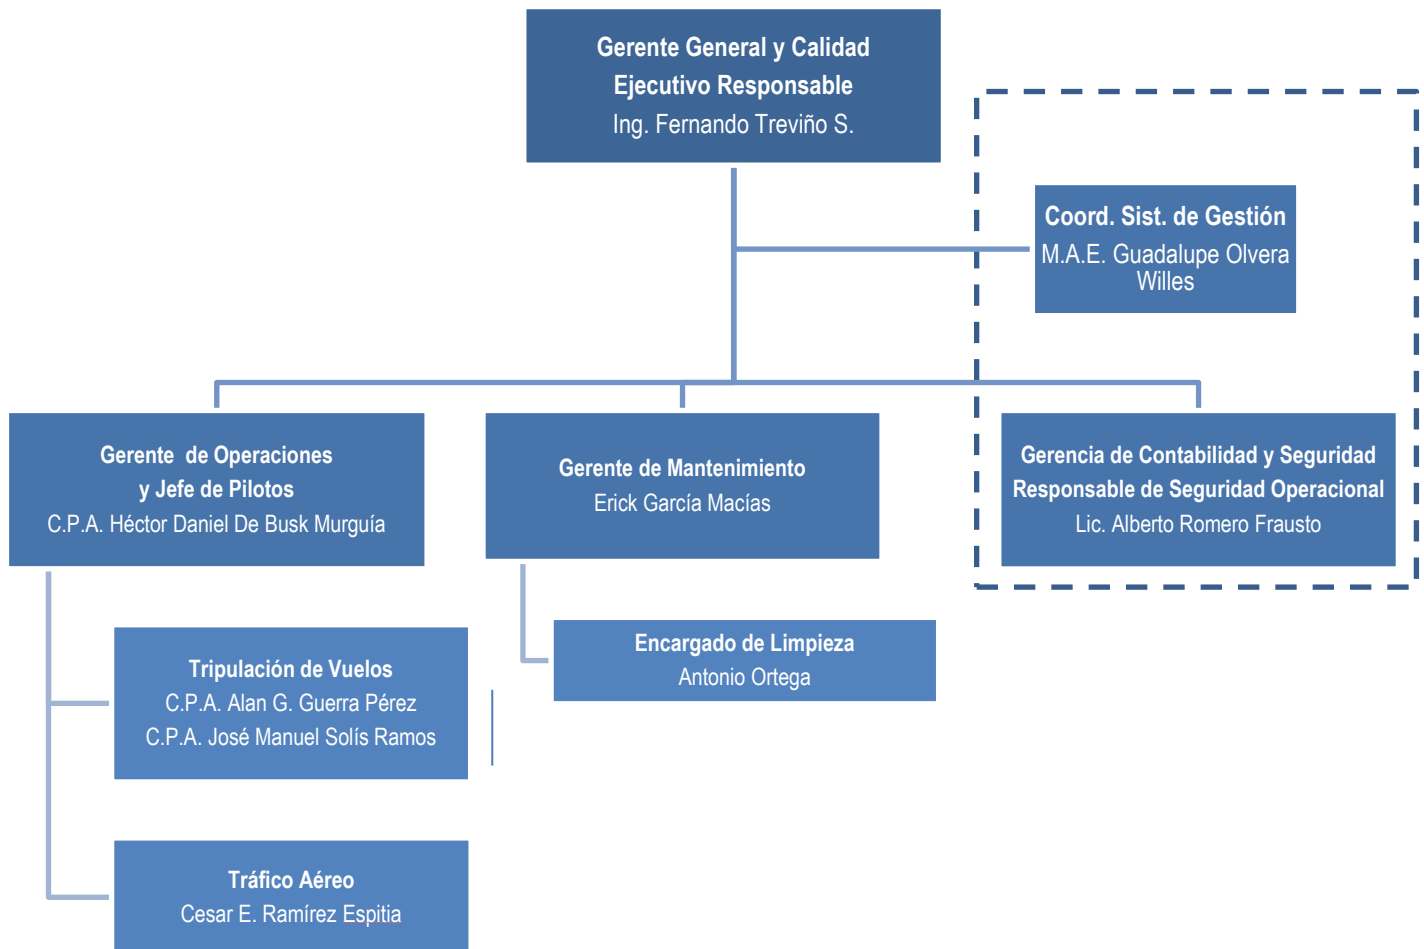 Gerente General y Calidad
Ejecutivo Responsable
Ing. Fernando Treviño S.
Coord. Sist. de Gestión
M.A.E. Guadalupe Olvera
Willes
Gerente de Operaciones
y Jefe de Pilotos
C.P.A. Héctor Daniel De Busk Murguía
Gerente de Mantenimiento
Erick García Macías
Gerencia de Contabilidad y Seguridad
Responsable de Seguridad Operacional
Lic. Alberto Romero Frausto
Tripulación de Vuelos
C.P.A. Alan G. Guerra Pérez
C.P.A. José Manuel Solís Ramos
Encargado de Limpieza
Antonio Ortega
Tráfico Aéreo
Cesar E. Ramírez Espitia